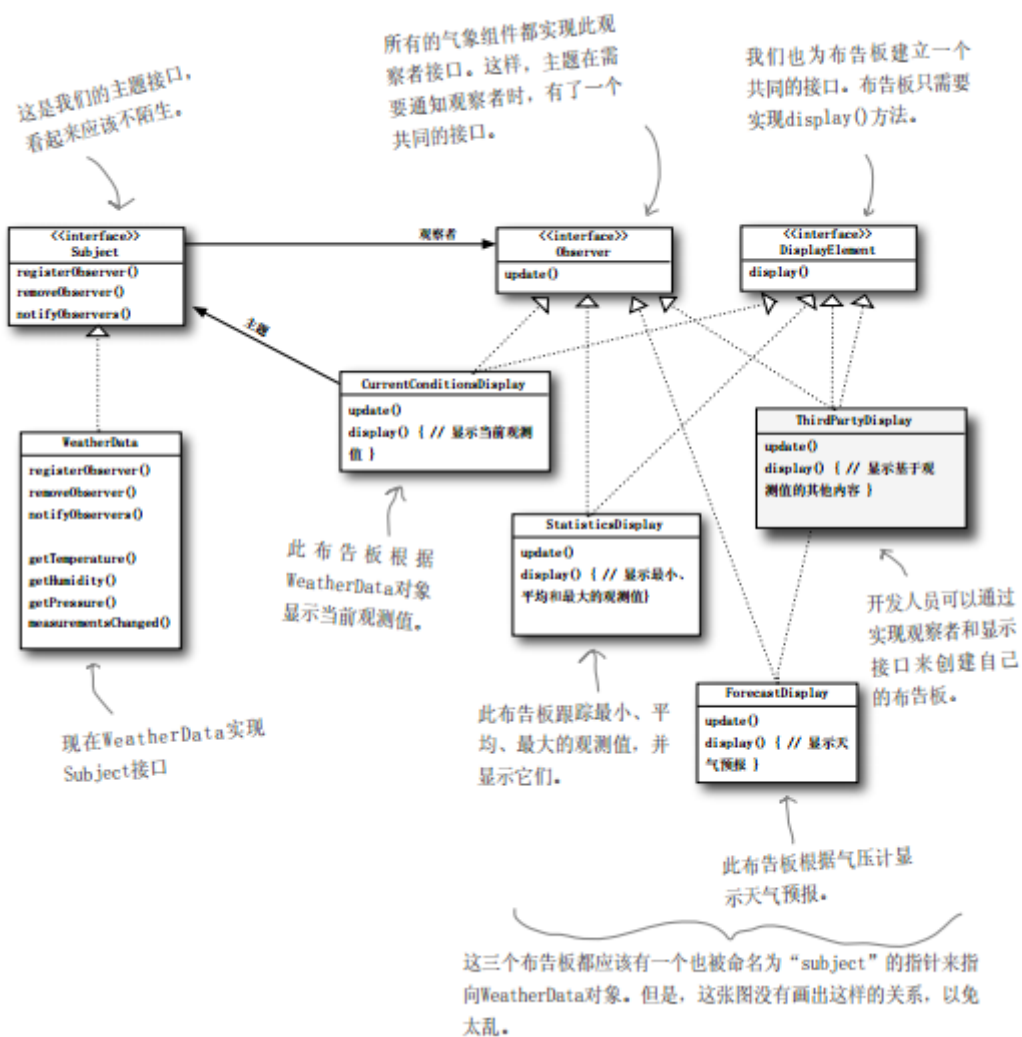 这是我们的主题接口，
看起来应该不陌生。
所有的气象组件都实现此观
察者接口。这样，主题在需
要通知观察者时，有了一个
共同的接口。
我们也为布告板建立一个
共同的接口。布告板只需要
实现display()方法。
<<interface>>
Subject
registerObserver()
removeObserver()
notifyObservers()
观察者
<<interface>>
Observer
update()
<<interface>>
DisplayElement
display()
主题
WeatherData
registerObserver()
removeObserver()
notifyObservers()
getTemperature()
getHumidity()
getPressure()
measurementsChanged()
现在WeatherData实现
Subject接口
CurrentConditionsDisplay
update()
display() { // 显示当前观测
值 }
此布告板根据
WeatherData对象
显示当前观测值。
StatisticsDisplay
update()
display() { // 显示最小、
平均和最大的观测值}
此布告板跟踪最小、平
均、最大的观测值，并
显示它们。
ThirdPartyDisplay
update()
display() { // 显示基于观
测值的其他内容 }
开发人员可以通过
实现观察者和显示
接口来创建自己
的布告板。
ForecastDisplay
update()
display() { // 显示天
气预报 }
此布告板根据气压计显
示天气预报。
这三个布告板都应该有一个也被命名为“subject”的指针来指
向WeatherData对象。但是，这张图没有画出这样的关系，以免
太乱。